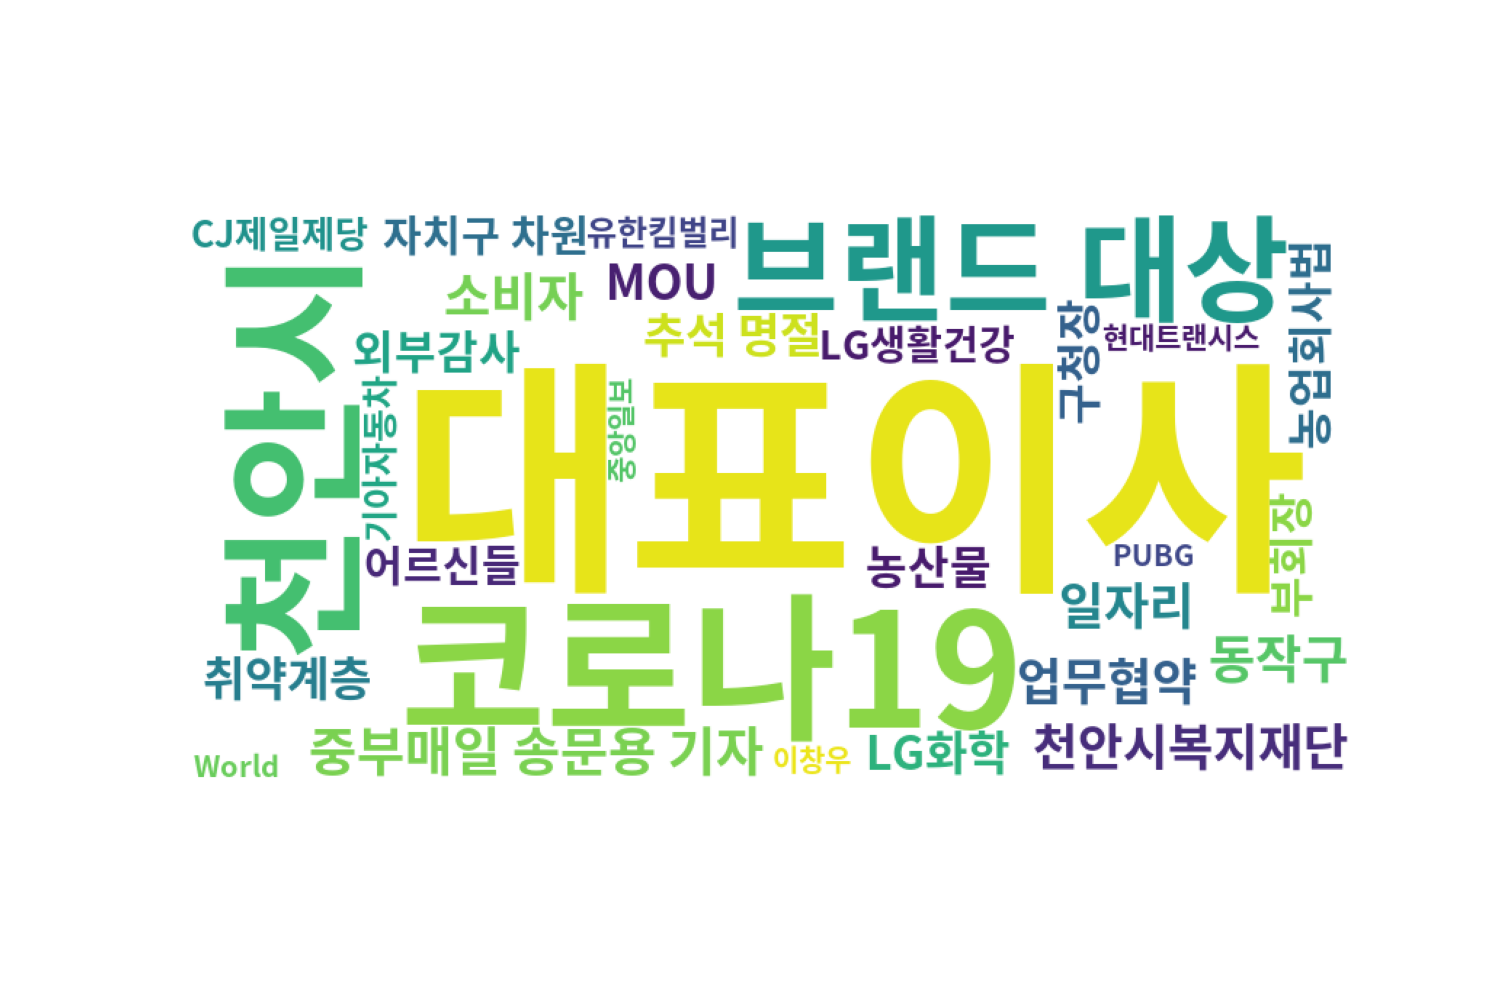 CJ제일제당
자치구 차원
유한킴벌리
브랜드 대상
소비자
MOU
천안시
외부감사
추석 명절
LG생활건강
구청장
현대트랜시스
농업회사법
기아자동차
대표이사
중앙일보
어르신들
농산물
PUBG
부회장
일자리
코로나19
취약계층
업무협약
동작구
World
중부매일 송문용 기자
이창우
LG화학
천안시복지재단